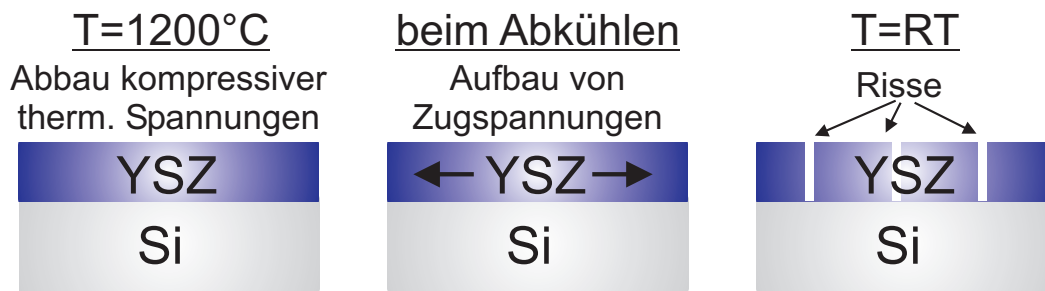 T=1200°C
Abbau kompressiver
therm. Spannungen
YSZ
Si
beim Abkühlen
Aufbau von
Zugspannungen
YSZ
Si
T=RT
Risse
YSZ
Si